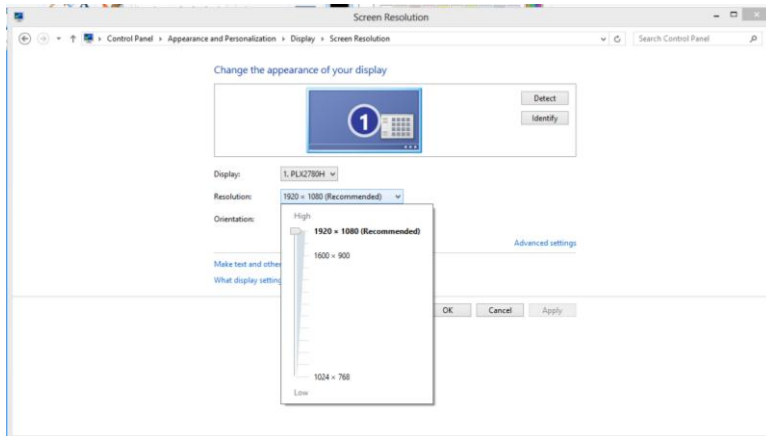 Screen Resolution
Control Panel › Appearance and Personalization › Display › Screen Resolution
Search Control Panel
Change the appearance of your display
1
Detect
Identify
Display: 1. PLX2780H
Resolution: 1920 × 1080 (Recommended)
Orientation:
High
1920 × 1080 (Recommended)
1600 × 900
Advanced settings
Make text and other
What display setting
OK Cancel Apply
1024 × 768
Low